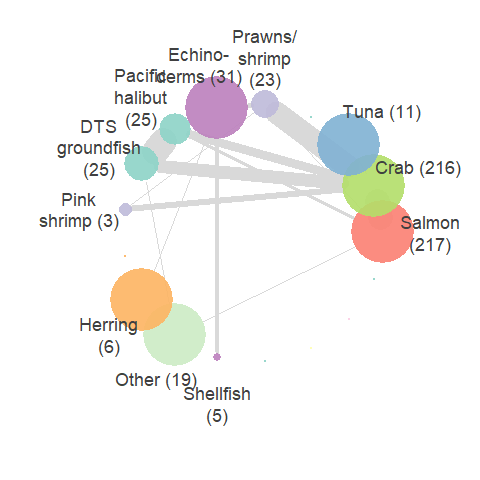 Prawns/
shrimp
(23)
Echino-
derms (31)
Pacific
halibut
(25)
Tuna (11)
DTS
groundfish
(25)
Crab (216)
Pink
shrimp (3)
Salmon
(217)
Herring
(6)
Other (19)
Shellfish
(5)